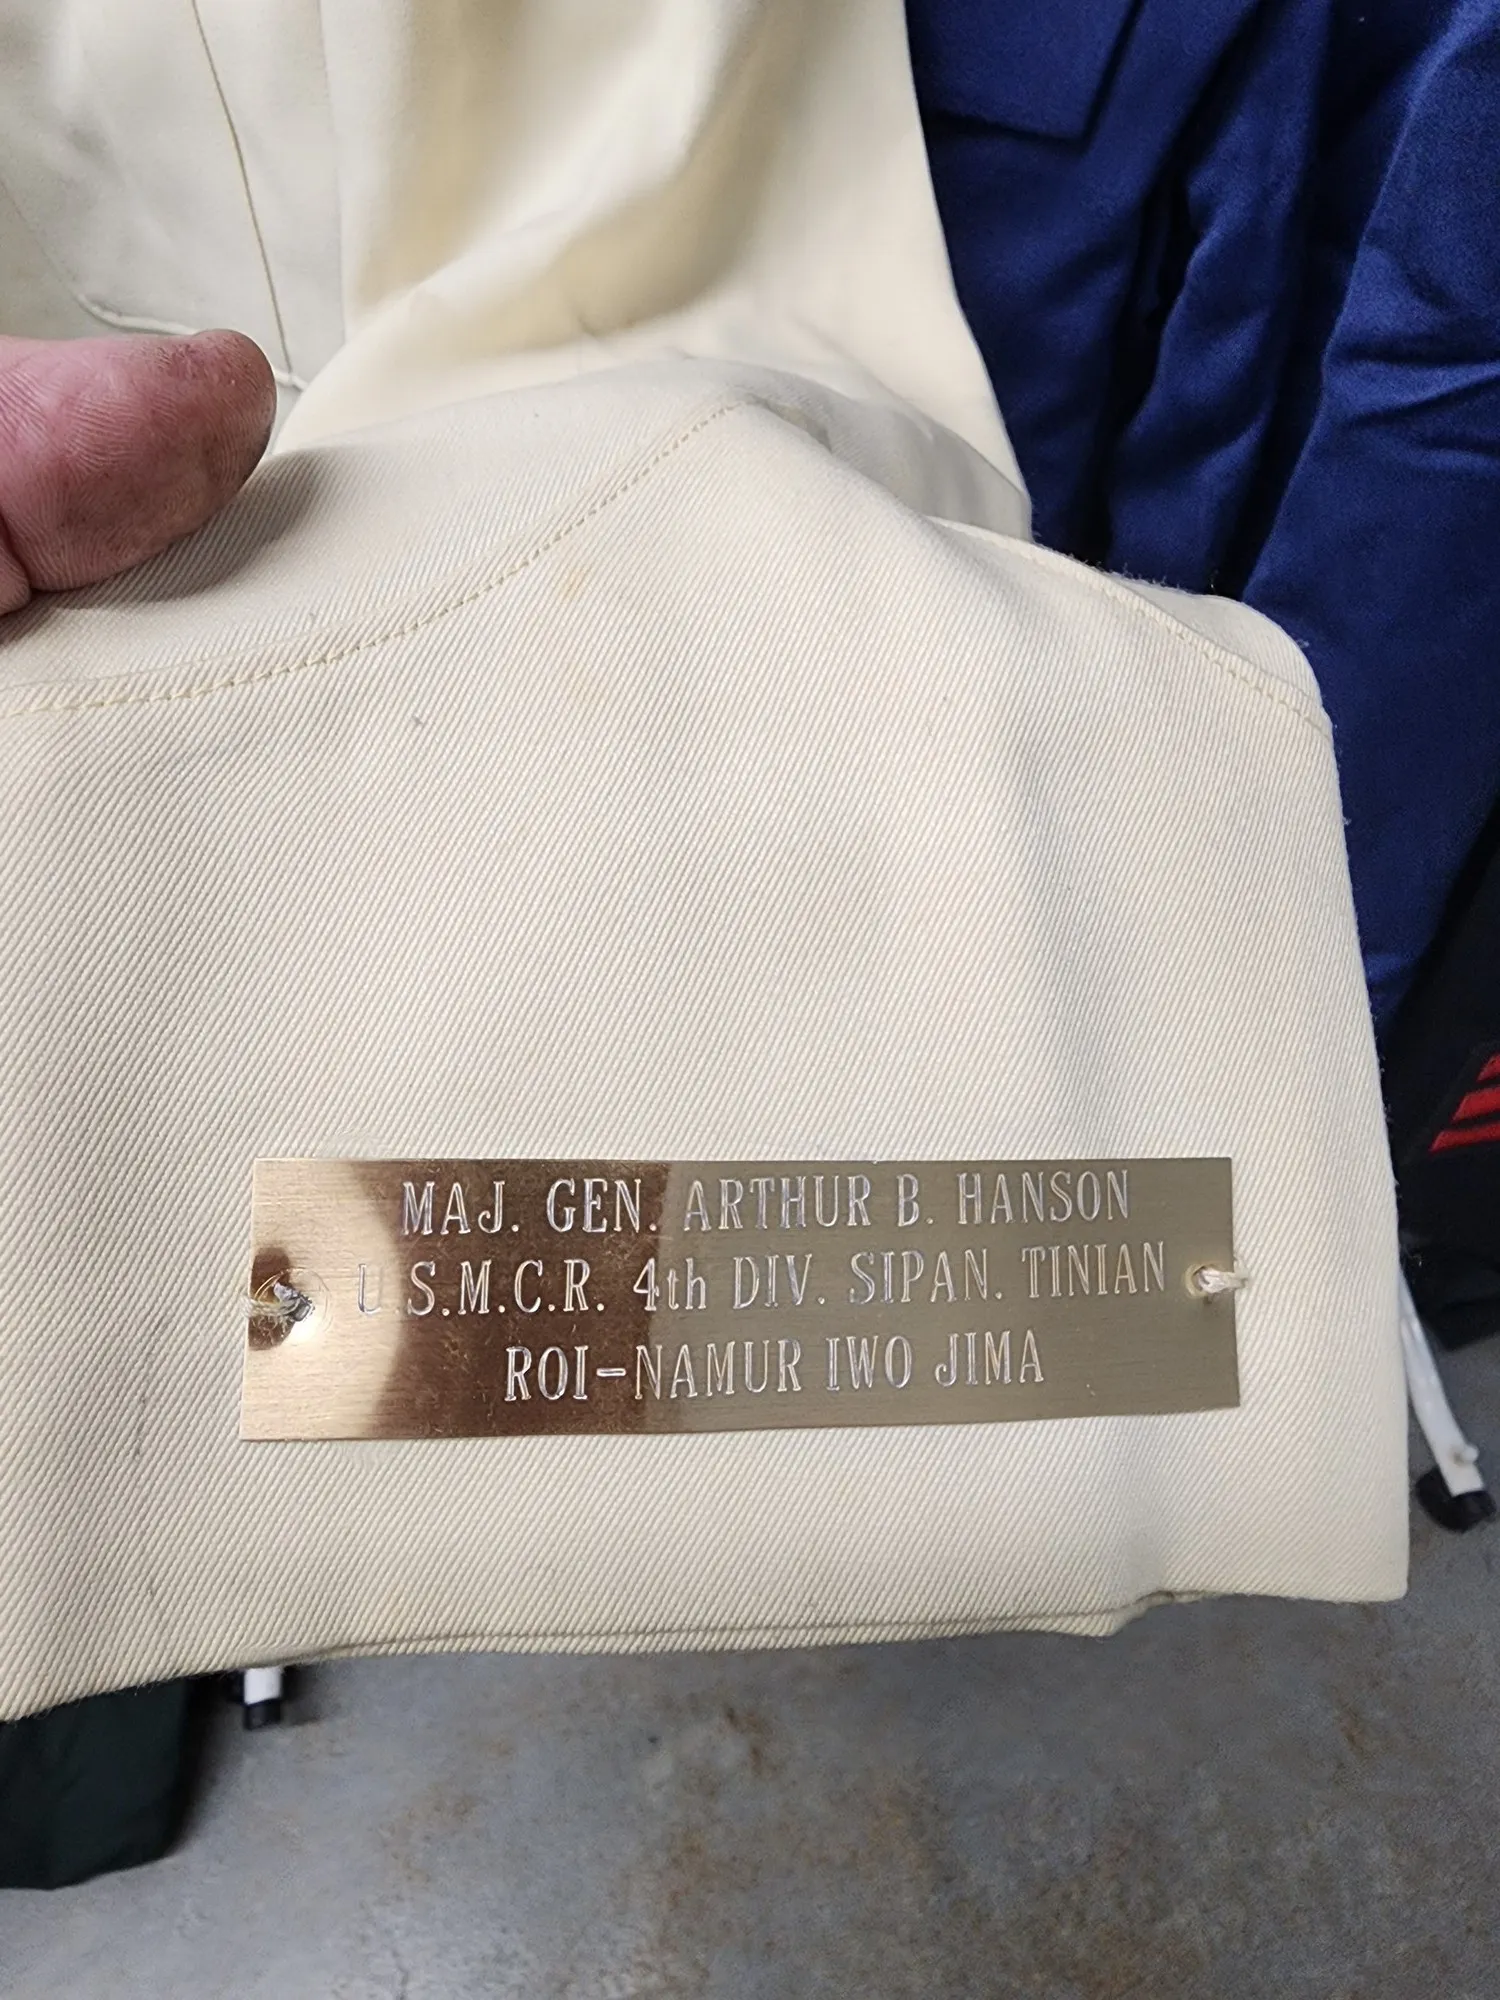 MAJ. GEN. ARTHUR B. HANSON
U.S.M.C.R. 4th DIV. SIPAN. TINIAN
ROI-NAMUR IWO JIMA